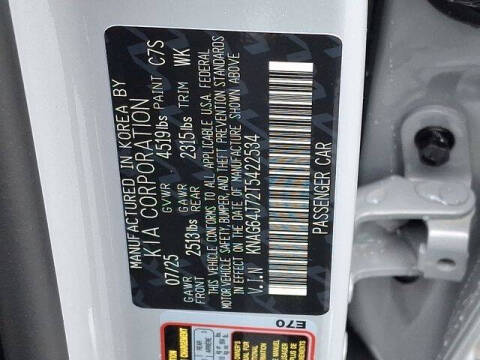 MANUFACTURED IN KOREA BY
KIA CORPORATION
07/25 GVWR 4519lbs PAINT C7S
GAWR FRONT 2513lbs GAWR REAR 2315lbs TRIM WK
THIS VEHICLE CONFORMS TO ALL APPLICABLE U.S.A. FEDERAL
MOTOR VEHICLE SAFETY, BUMPER, AND THEFT PREVENTION STANDARDS
IN EFFECT ON THE DATE OF MANUFACTURE SHOWN ABOVE
V.I.N KNAGG4J72T5422534
PASSENGER CAR
E70